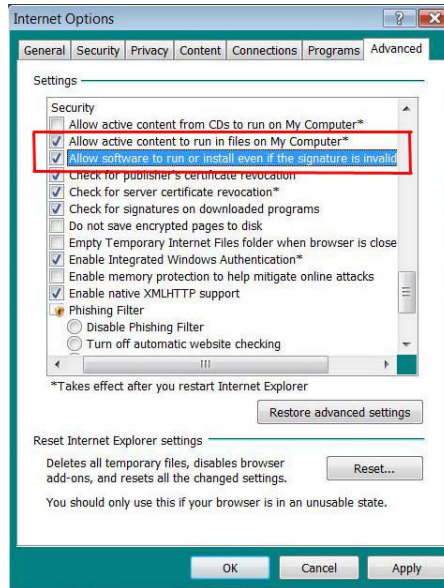 Internet Options
General Security Privacy Content Connections Programs Advanced
Settings
Security
Allow active content from CDs to run on My Computer*
Allow active content to run in files on My Computer*
Allow software to run or install even if the signature is invalid
Check for publisher's certificate revocation
Check for server certificate revocation*
Check for signatures on downloaded programs
Do not save encrypted pages to disk
Empty Temporary Internet Files folder when browser is close
Enable Integrated Windows Authentication*
Enable memory protection to help mitigate online attacks
Enable native XMLHTTP support
Phishing Filter
Disable Phishing Filter
Turn off automatic website checking
*Takes effect after you restart Internet Explorer
Restore advanced settings
Reset Internet Explorer settings
Deletes all temporary files, disables browser
add-ons, and resets all the changed settings.
Reset...
You should only use this if your browser is in an unusable state.
OK Cancel Apply